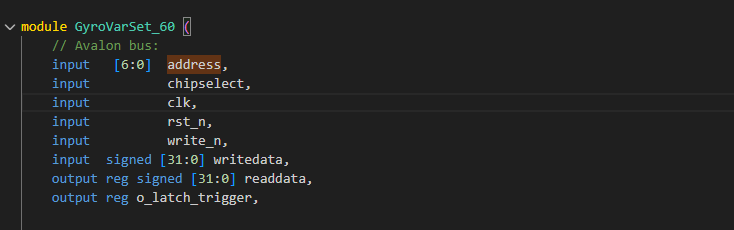 module GyroVarSet_60 (
// Avalon bus:
input [6:0] address,
input chipselect,
input clk,
input rst_n,
input write_n,
input signed [31:0] writedata,
output reg signed [31:0] readdata,
output reg o_latch_trigger,